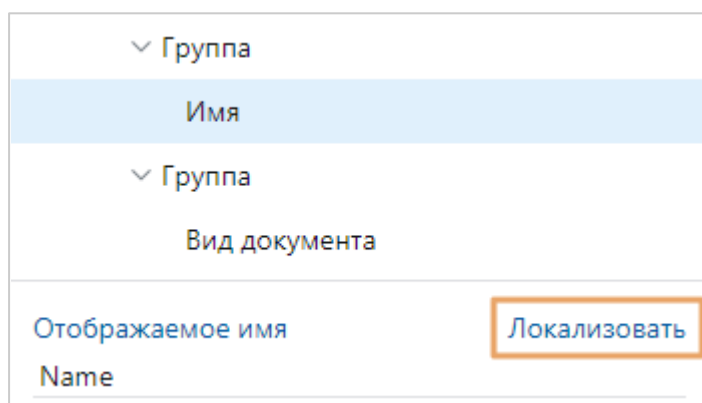 Группа
Имя
Группа
Вид документа
Отображаемое имя Локализовать
Name